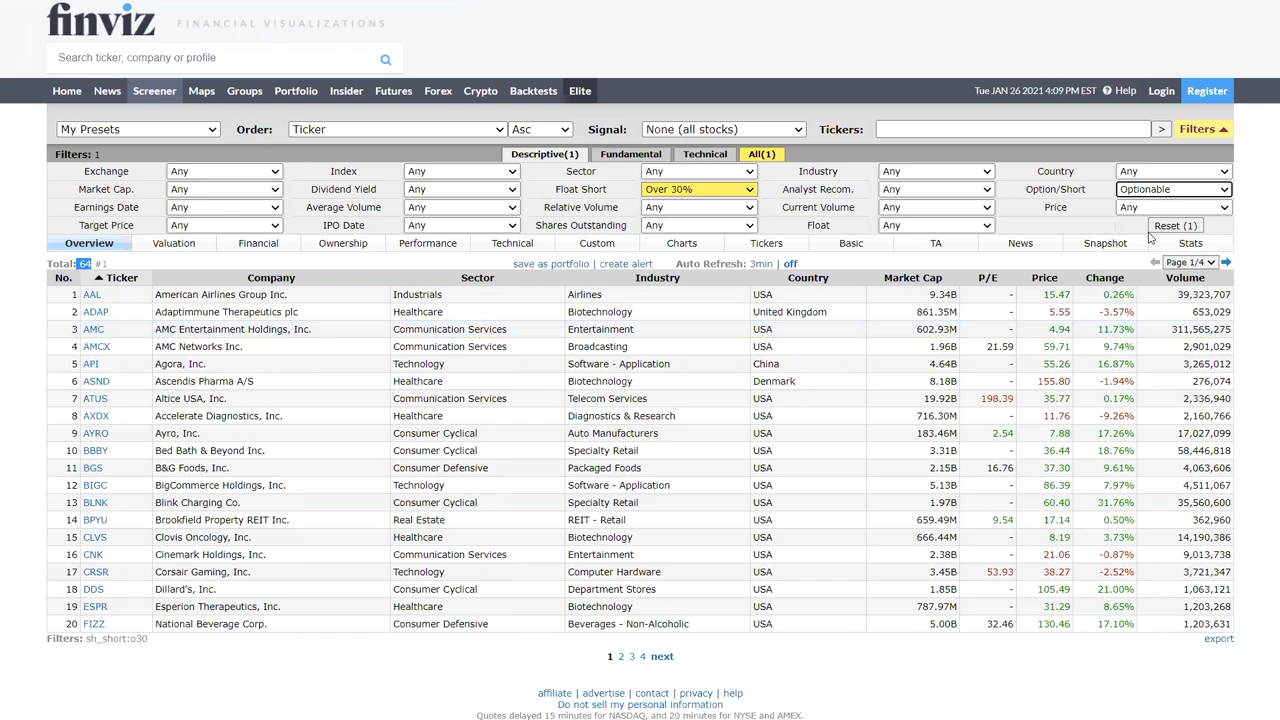 finviz FINANCIAL VISUALIZATIONS
Search ticker, company or profile
Home News Screener Maps Groups Portfolio Insider Futures Forex Crypto Backtests Elite Tue JAN 26 2021 4:09 PM EST Help Login Register
My Presets Order: Ticker Asc Signal: None (all stocks) Tickers: > Filters
Filters: 1 Descriptive(1) Fundamental Technical All(1)
Exchange Any Index Any Sector Any Industry Any Country Any
Market Cap. Any Dividend Yield Any Float Short Over 30% Analyst Recom. Any Option/Short Optionable
Earnings Date Any Average Volume Any Relative Volume Any Current Volume Any Price Any
Target Price Any IPO Date Any Shares Outstanding Any Float Any Reset (1)
Overview Valuation Financial Ownership Performance Technical Custom Charts Tickers Basic TA News Snapshot Stats
Total: 64 #1 save as portfolio | create alert Auto Refresh: 3min | off Page 1/4
No. Ticker Company Sector Industry Country Market Cap P/E Price Change Volume
1 AAL American Airlines Group Inc. Industrials Airlines USA 9.34B - 15.47 0.26% 39,323,707
2 ADAP Adaptimmune Therapeutics plc Healthcare Biotechnology United Kingdom 861.35M - 5.55 -3.57% 653,029
3 AMC AMC Entertainment Holdings, Inc. Communication Services Entertainment USA 602.93M - 4.94 11.73% 311,565,275
4 AMCX AMC Networks Inc. Communication Services Broadcasting USA 1.96B 21.59 59.71 9.74% 2,901,029
5 API Agora, Inc. Technology Software - Application China 4.64B - 55.26 16.87% 3,265,012
6 ASND Ascendis Pharma A/S Healthcare Biotechnology Denmark 8.18B - 155.80 -1.94% 276,074
7 ATUS Altice USA, Inc. Communication Services Telecom Services USA 19.92B 198.39 35.77 0.17% 2,336,940
8 AXDX Accelerate Diagnostics, Inc. Healthcare Diagnostics & Research USA 716.30M - 11.76 -9.26% 2,160,766
9 AYRO Ayro, Inc. Consumer Cyclical Auto Manufacturers USA 183.46M 2.54 7.88 17.26% 17,027,099
10 BBBY Bed Bath & Beyond Inc. Consumer Cyclical Specialty Retail USA 3.31B - 36.44 18.76% 58,446,818
11 BGS B&G Foods, Inc. Consumer Defensive Packaged Foods USA 2.15B 16.76 37.30 9.61% 4,063,606
12 BIGC BigCommerce Holdings, Inc. Technology Software - Application USA 5.13B - 86.39 7.97% 4,511,067
13 BLNK Blink Charging Co. Consumer Cyclical Specialty Retail USA 1.97B - 60.40 31.76% 35,560,600
14 BPYU Brookfield Property REIT Inc. Real Estate REIT - Retail USA 659.49M 9.54 17.14 0.50% 362,960
15 CLVS Clovis Oncology, Inc. Healthcare Biotechnology USA 666.44M - 8.19 3.73% 14,190,386
16 CNK Cinemark Holdings, Inc. Communication Services Entertainment USA 2.38B - 21.06 -0.87% 9,013,738
17 CRSR Corsair Gaming, Inc. Technology Computer Hardware USA 3.45B 53.93 38.27 -2.52% 3,721,347
18 DDS Dillard's, Inc. Consumer Cyclical Department Stores USA 1.85B - 105.49 21.00% 1,063,121
19 ESPR Esperion Therapeutics, Inc. Healthcare Biotechnology USA 787.97M - 31.29 8.65% 1,203,268
20 FIZZ National Beverage Corp. Consumer Defensive Beverages - Non-Alcoholic USA 5.00B 32.46 130.46 17.10% 1,203,631
Filters: sh_short:o30 export
1 2 3 4 next
affiliate | advertise | contact | privacy | help
Do not sell my personal information
Quotes delayed 15 minutes for NASDAQ, and 20 minutes for NYSE and AMEX.